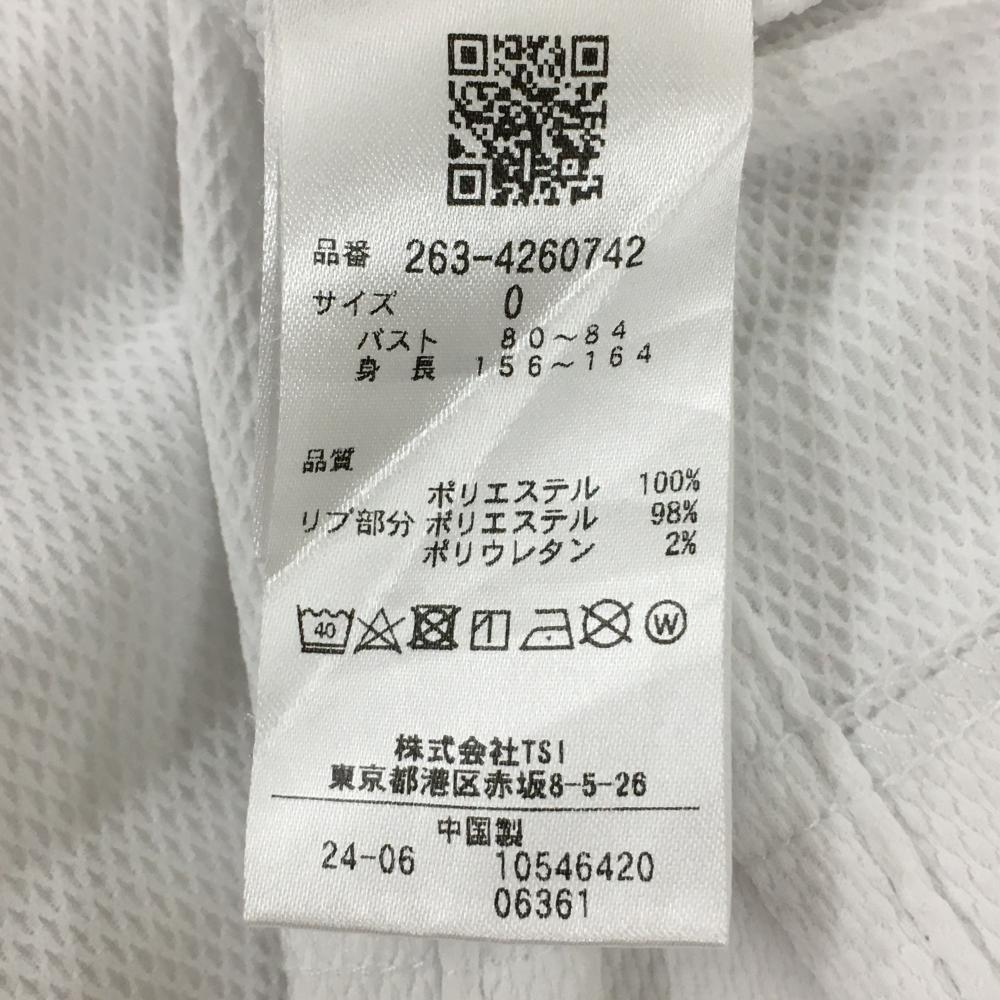 品番 263-4260742
サイズ 0
バスト 80～84
身長 156～164
品質
ポリエステル 100%
リブ部分 ポリエステル 98%
ポリウレタン 2%
40 W
株式会社TSI
東京都港区赤坂8-5-26
中国製
24-06 10546420
06361